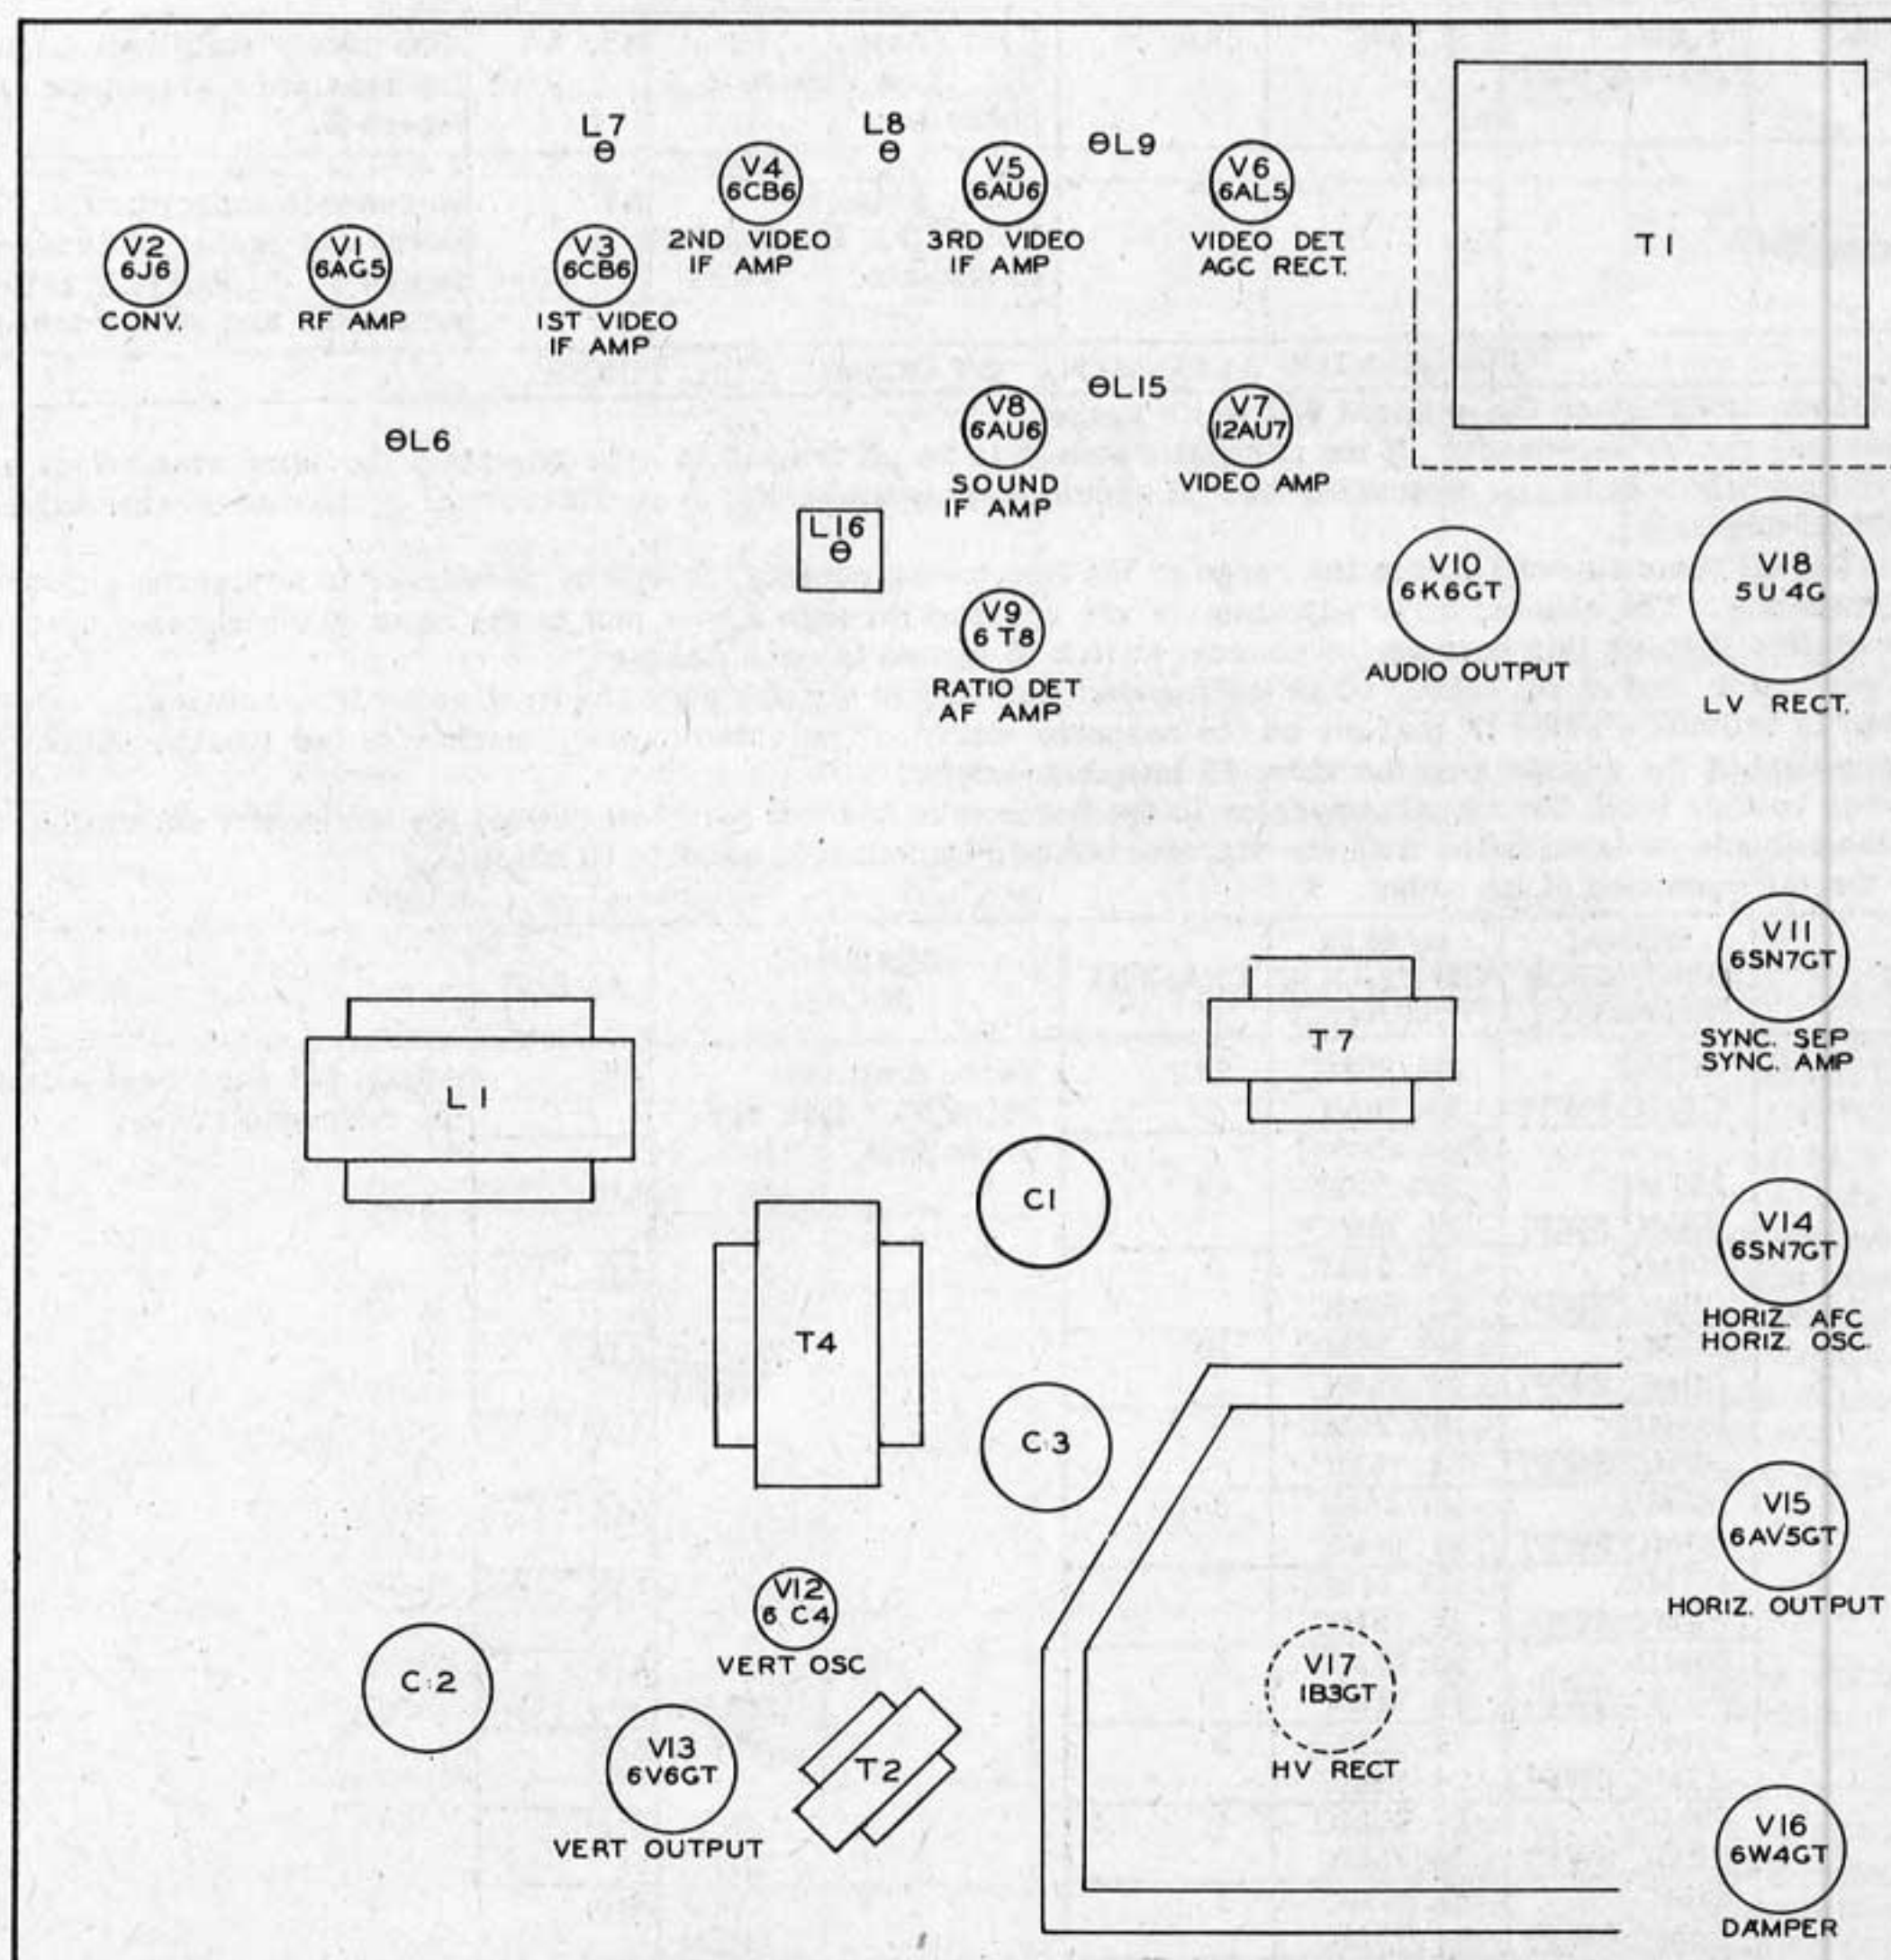 L7
L8
ӨL9
V4
6CB6
2ND VIDEO
IF AMP
V5
6AU6
3RD VIDEO
IF AMP
V6
6AL5
VIDEO DET.
AGC RECT.
T1
V2
6J6
CONV.
V1
6AG5
RF AMP
V3
6CB6
1ST VIDEO
IF AMP
ӨL15
V8
6AU6
SOUND
IF AMP
V7
12AU7
VIDEO AMP
ӨL6
L16
V9
6T8
RATIO DET
AF AMP
V10
6K6GT
AUDIO OUTPUT
V18
5U4G
LV RECT.
V11
6SN7GT
SYNC. SEP
SYNC. AMP
T7
L1
C1
V14
6SN7GT
HORIZ. AFC
HORIZ. OSC.
T4
C3
V15
6AV5GT
HORIZ. OUTPUT
V12
6C4
VERT OSC
C2
V13
6V6GT
VERT OUTPUT
T2
V17
1B3GT
HV RECT
V16
6W4GT
DAMPER